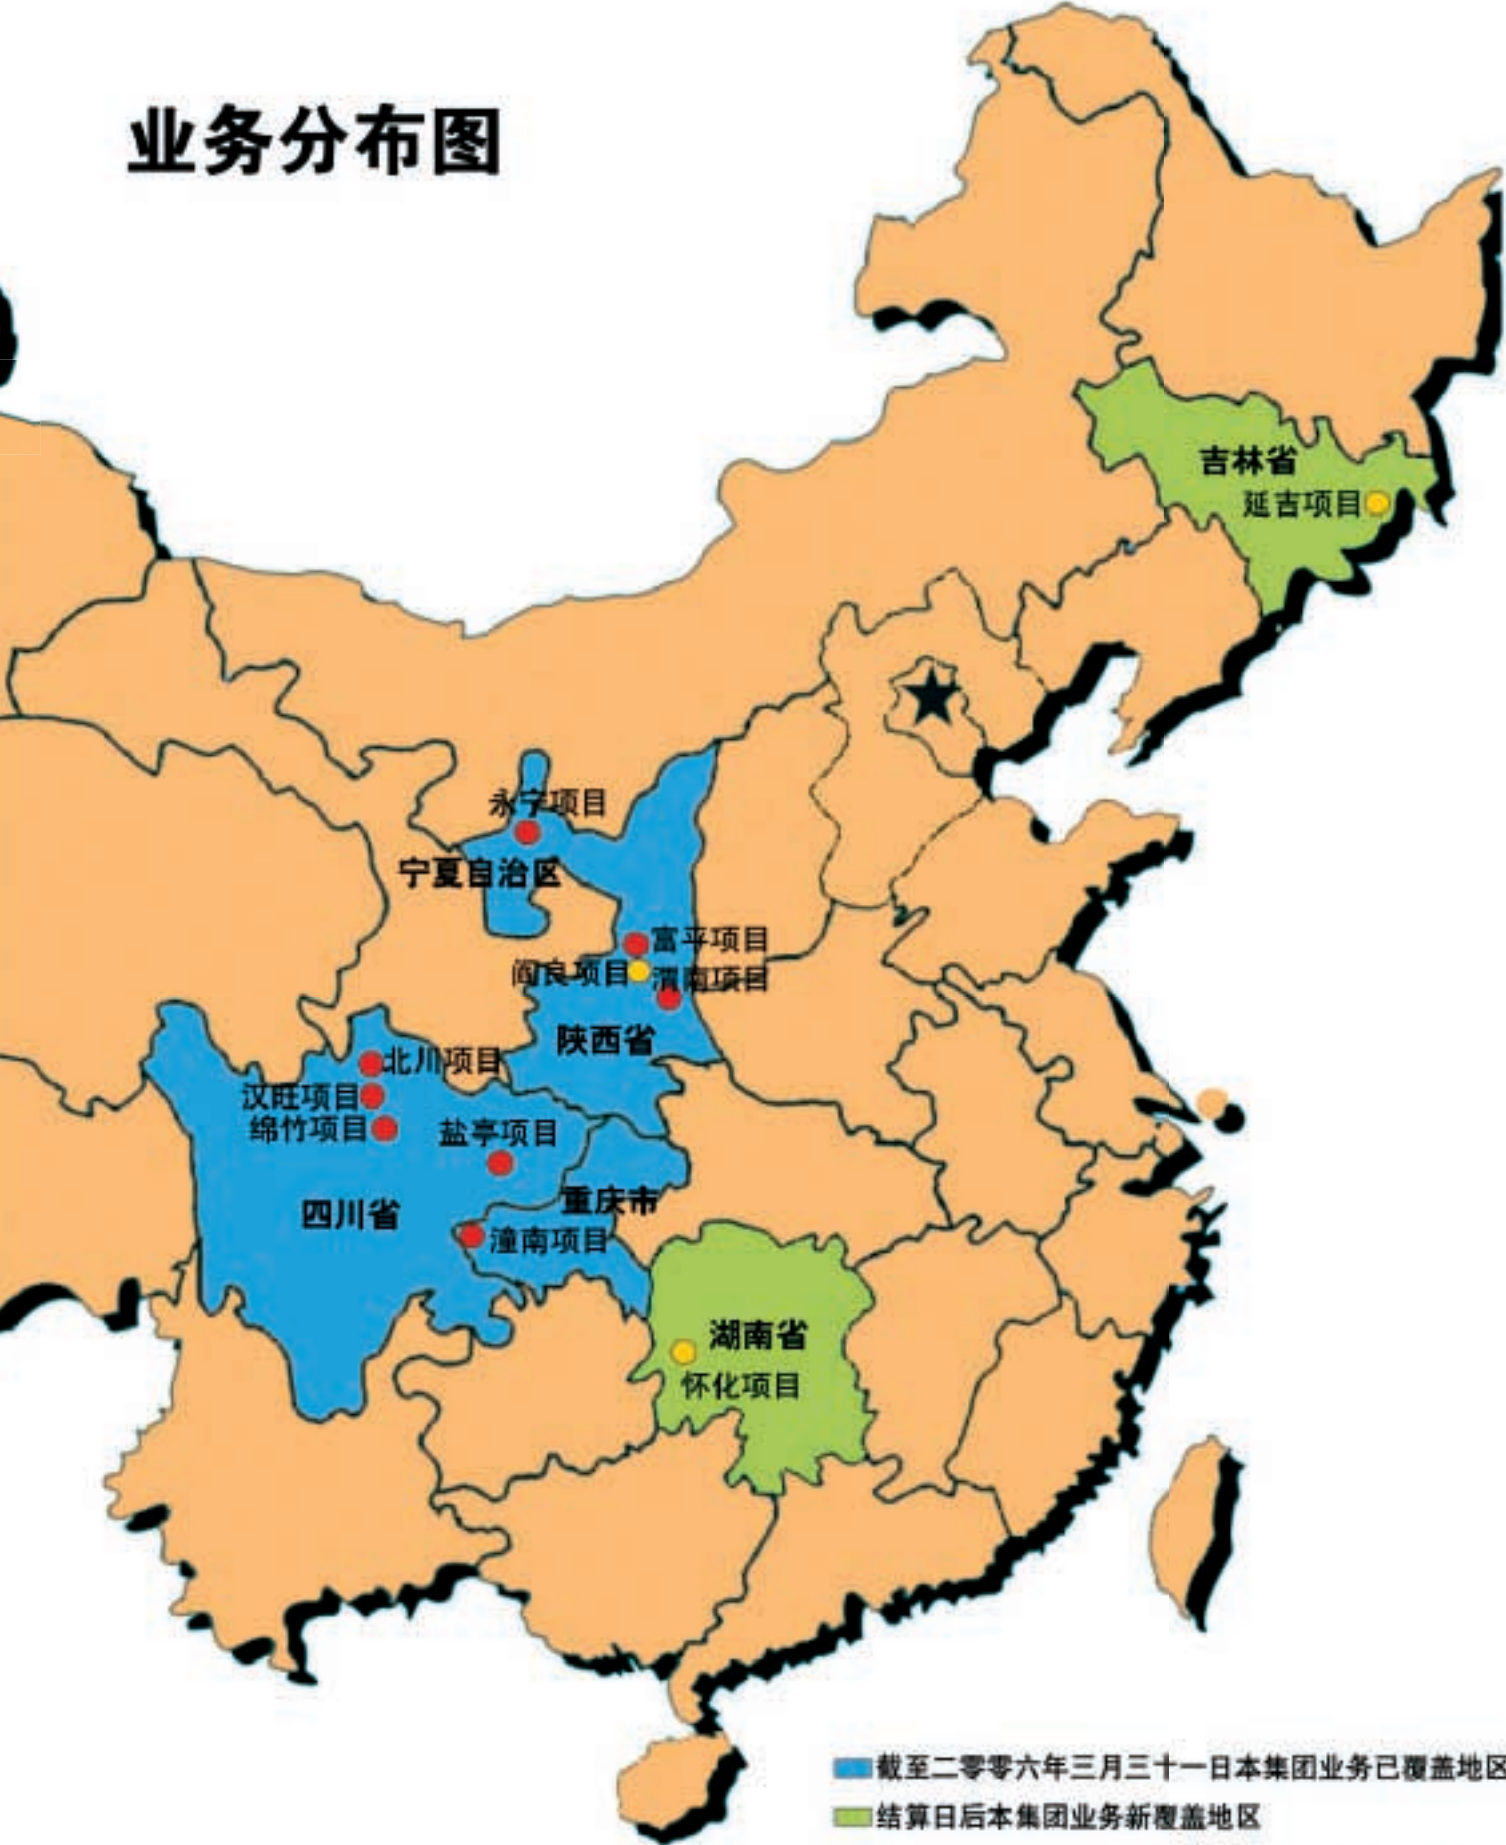 业务分布图
吉林省
延吉项目
永宁项目
宁夏自治区
富平项目
阎良项目
渭南项目
陕西省
北川项目
汉旺项目
绵竹项目
盐亭项目
重庆市
四川省
潼南项目
湖南省
怀化项目
截至二零零六年三月三十一日本集团业务已覆盖地区
结算日后本集团业务新覆盖地区